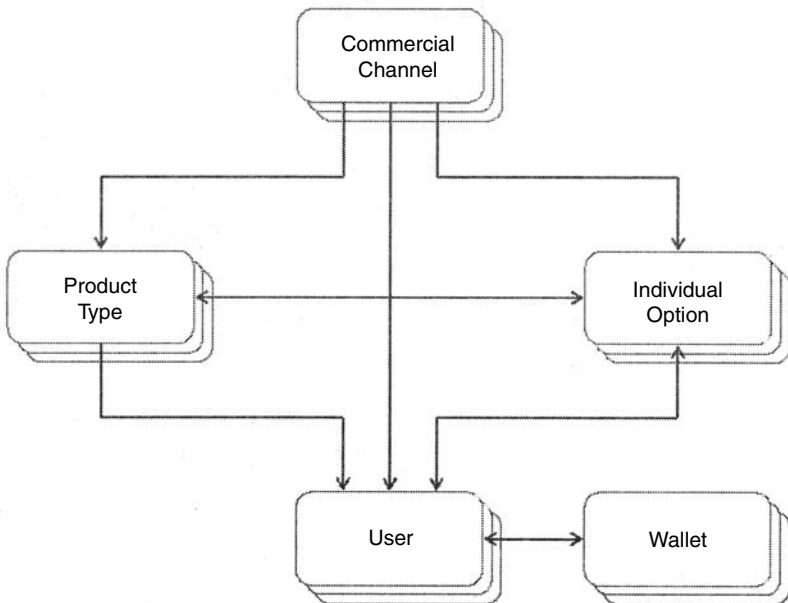 Commercial
Channel
Product
Type
Individual
Option
User
Wallet